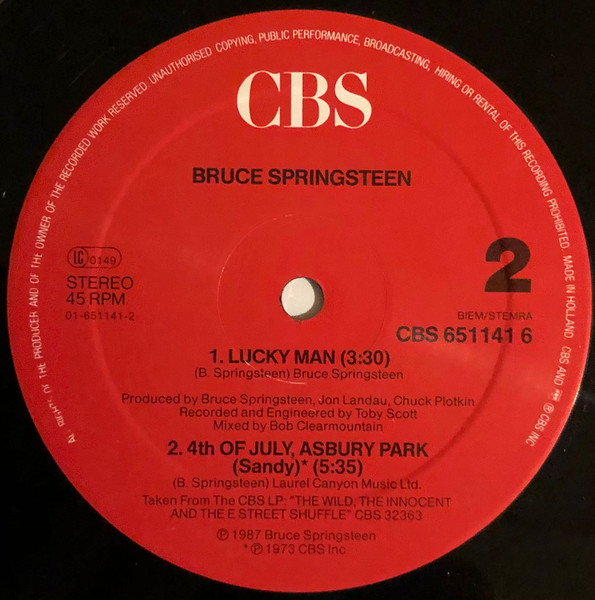 CBS
BRUCE SPRINGSTEEN
LC 0149
STEREO
45 RPM
01-651141-2
2
BIEM/STEMRA
CBS 651141 6
1. LUCKY MAN (3:30)
(B. Springsteen) Bruce Springsteen
Produced by Bruce Springsteen, Jon Landau, Chuck Plotkin
Recorded and Engineered by Toby Scott
Mixed by Bob Clearmountain
2. 4th OF JULY, ASBURY PARK
(Sandy)* (5:35)
(B. Springsteen) Laurel Canyon Music Ltd.
Taken From The CBS LP: "THE WILD, THE INNOCENT
AND THE E STREET SHUFFLE" CBS 32363
℗ 1987 Bruce Springsteen
*℗ 1973 CBS Inc.
ALL RIGHTS OF THE PRODUCER AND OF THE OWNER OF THE RECORDED WORK RESERVED. UNAUTHORISED COPYING, PUBLIC PERFORMANCE, BROADCASTING, HIRING OR RENTAL OF THIS RECORDING PROHIBITED. MADE IN HOLLAND. CBS AND ® CBS INC.